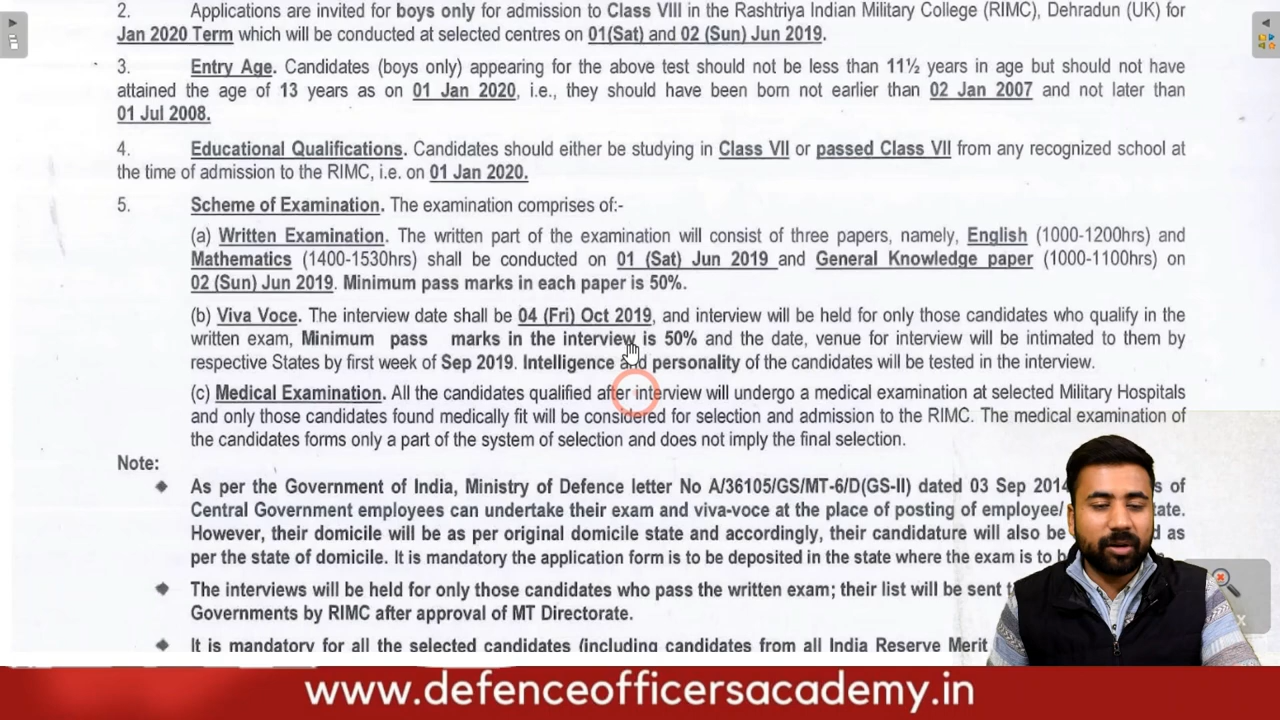 2. Applications are invited for boys only for admission to Class VIII in the Rashtriya Indian Military College (RIMC), Dehradun (UK) for
Jan 2020 Term which will be conducted at selected centres on 01(Sat) and 02 (Sun) Jun 2019.
3. Entry Age. Candidates (boys only) appearing for the above test should not be less than 11½ years in age but should not have
attained the age of 13 years as on 01 Jan 2020, i.e., they should have been born not earlier than 02 Jan 2007 and not later than
01 Jul 2008.
4. Educational Qualifications. Candidates should either be studying in Class VII or passed Class VII from any recognized school at
the time of admission to the RIMC, i.e. on 01 Jan 2020.
5. Scheme of Examination. The examination comprises of:-
(a) Written Examination. The written part of the examination will consist of three papers, namely, English (1000-1200hrs) and
Mathematics (1400-1530hrs) shall be conducted on 01 (Sat) Jun 2019 and General Knowledge paper (1000-1100hrs) on
02 (Sun) Jun 2019. Minimum pass marks in each paper is 50%.
(b) Viva Voce. The interview date shall be 04 (Fri) Oct 2019, and interview will be held for only those candidates who qualify in the
written exam, Minimum pass marks in the interview is 50% and the date, venue for interview will be intimated to them by
respective States by first week of Sep 2019. Intelligence and personality of the candidates will be tested in the interview.
(c) Medical Examination. All the candidates qualified after interview will undergo a medical examination at selected Military Hospitals
and only those candidates found medically fit will be considered for selection and admission to the RIMC. The medical examination of
the candidates forms only a part of the system of selection and does not imply the final selection.
Note:
As per the Government of India, Ministry of Defence letter No A/36105/GS/MT-6/D(GS-II) dated 03 Sep 2014 of
Central Government employees can undertake their exam and viva-voce at the place of posting of employee/
However, their domicile will be as per original domicile state and accordingly, their candidature will also be as
per the state of domicile. It is mandatory the application form is to be deposited in the state where the exam is to
The interviews will be held for only those candidates who pass the written exam; their list will be sent
Governments by RIMC after approval of MT Directorate.
It is mandatory for all the selected candidates (including candidates from all India Reserve Merit
www.defenceofficersacademy.in